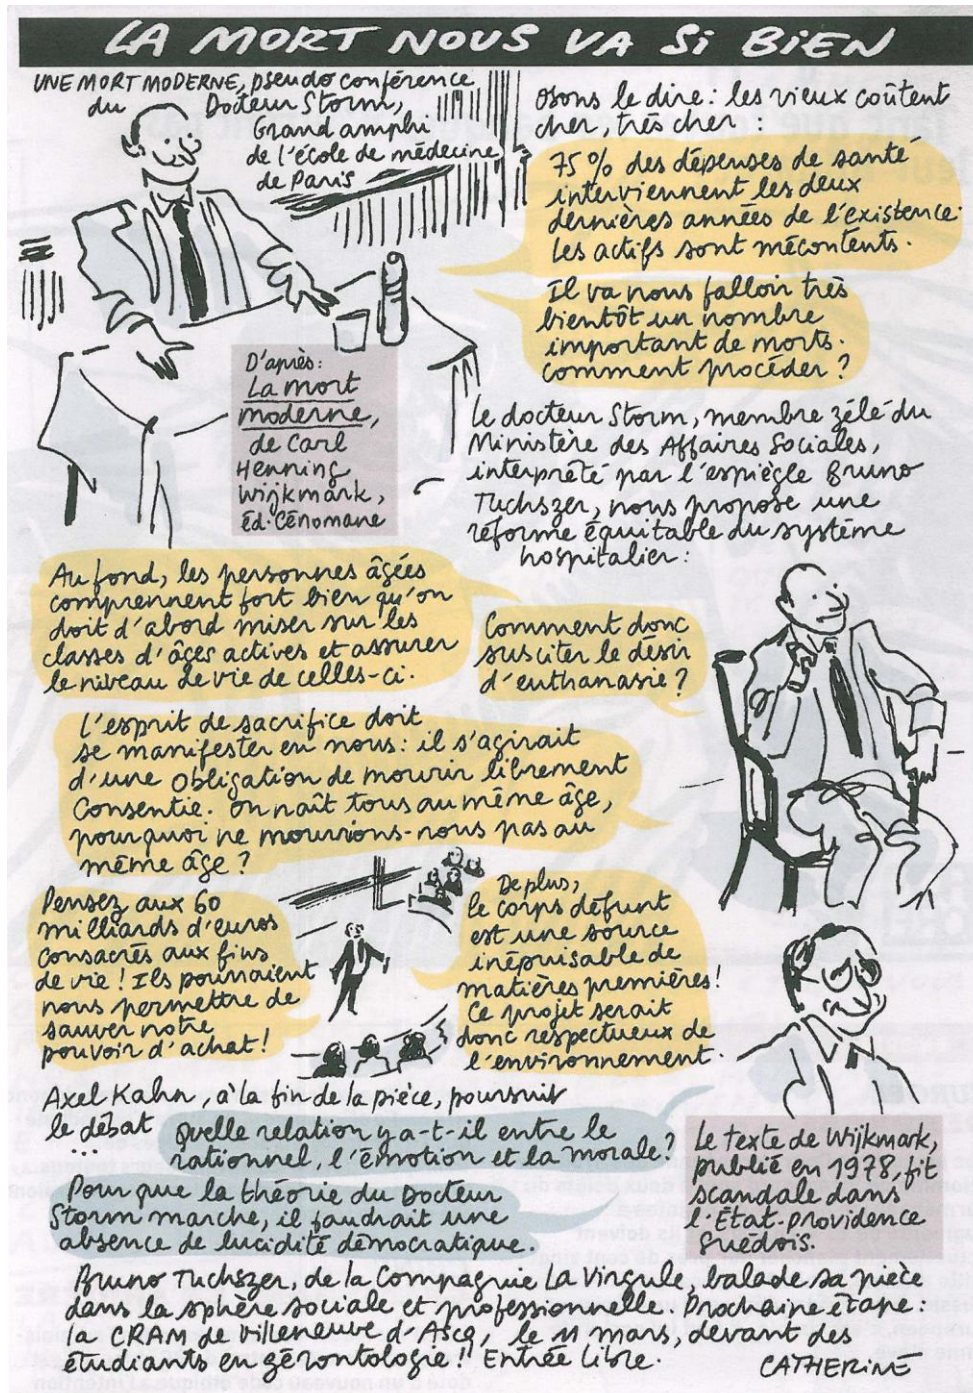 LA MORT NOUS VA Si BiEN
UNE MORT MODERNE, pseudo conférence
du Docteur Storm,
Grand amphi
de l'école de médecine
de Paris
Osons le dire : les vieux coûtent
cher, très cher :
75 % des dépenses de santé
interviennent les deux
dernières années de l'existence.
Les actifs sont mécontents.
Il va nous falloir très
bientôt un nombre
important de morts.
Comment procéder ?
D'après :
La mort
moderne,
de Carl
Henning
Wijkmark,
éd. Cénomane
Le docteur Storm, membre zélé du
Ministère des Affaires Sociales,
interprêté par l'espiègle Bruno
Tuchszer, nous propose une
réforme équitable du système
hospitalier :
Au fond, les personnes âgées
comprennent fort bien qu'on
doit d'abord miser sur les
classes d'âges actives et assurer
le niveau de vie de celles-ci.
Comment donc
susciter le désir
d'euthanasie ?
L'esprit de sacrifice doit
se manifester en nous : il s'agirait
d'une obligation de mourir librement
Consentie. On naît tous au même âge,
pourquoi ne mourrions-nous pas au
même âge ?
Pensez aux 60
milliards d'euros
consacrés aux fins
de vie ! Ils pourraient
nous permettre de
sauver notre
pouvoir d'achat !
De plus,
le corps défunt
est une source
inépuisable de
matières premières !
Ce projet serait
donc respectueux de
l'environnement.
Axel Kahn, à la fin de la pièce, poursuit
le débat
...
Quelle relation y a-t-il entre le
rationnel, l'émotion et la morale ?
Pour que la théorie du Docteur
Storm marche, il faudrait une
absence de lucidité démocratique.
Le texte de Wijkmark,
publié en 1978, fit
scandale dans
l'État-providence
suédois.
Bruno Tuchszer, de la Compagnie La Virgule, balade sa pièce
dans la sphère sociale et professionnelle. Prochaine étape :
la CRAM de Villeneuve d'Ascq, le 11 mars, devant des
étudiants en gérontologie ! Entrée libre.
CATHERINE